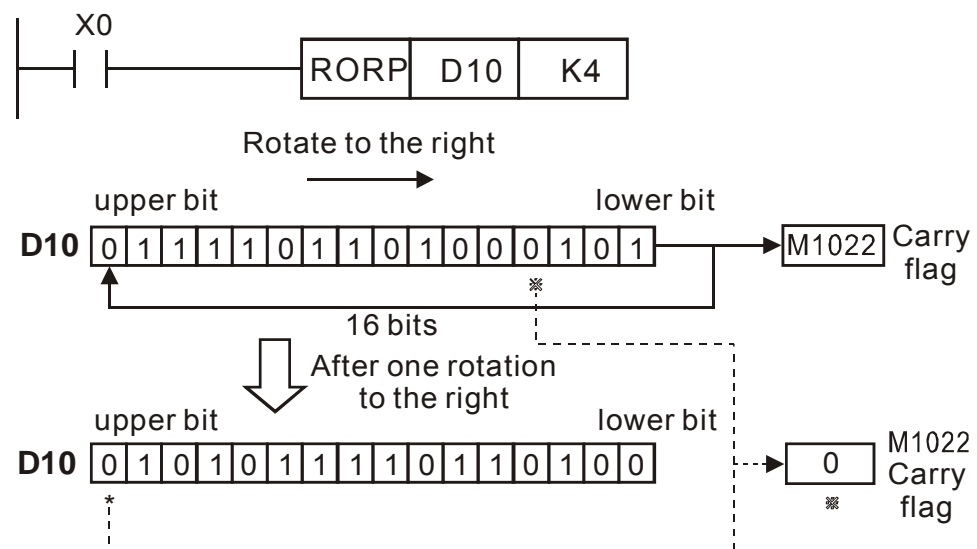 X0
RORP D10 K4
Rotate to the right
upper bit lower bit
D10 0 1 1 1 1 0 1 1 0 1 0 0 0 1 0 1 M1022 Carry flag
※
16 bits
After one rotation
to the right
upper bit lower bit
D10 0 1 0 1 0 1 1 1 1 0 1 1 0 1 0 0 0 M1022 Carry flag
* ※